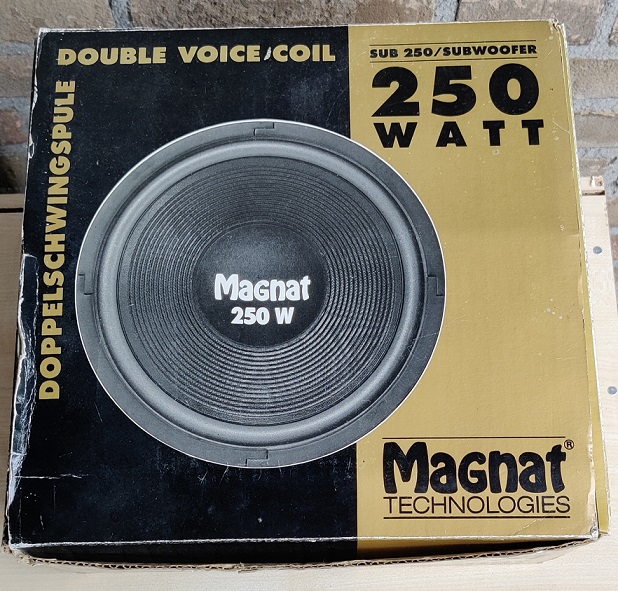 DOUBLE VOICE COIL
DOPPELSCHWINGSPULE
SUB 250/SUBWOOFER
250
WATT
Magnat
250 W
Magnat®
TECHNOLOGIES